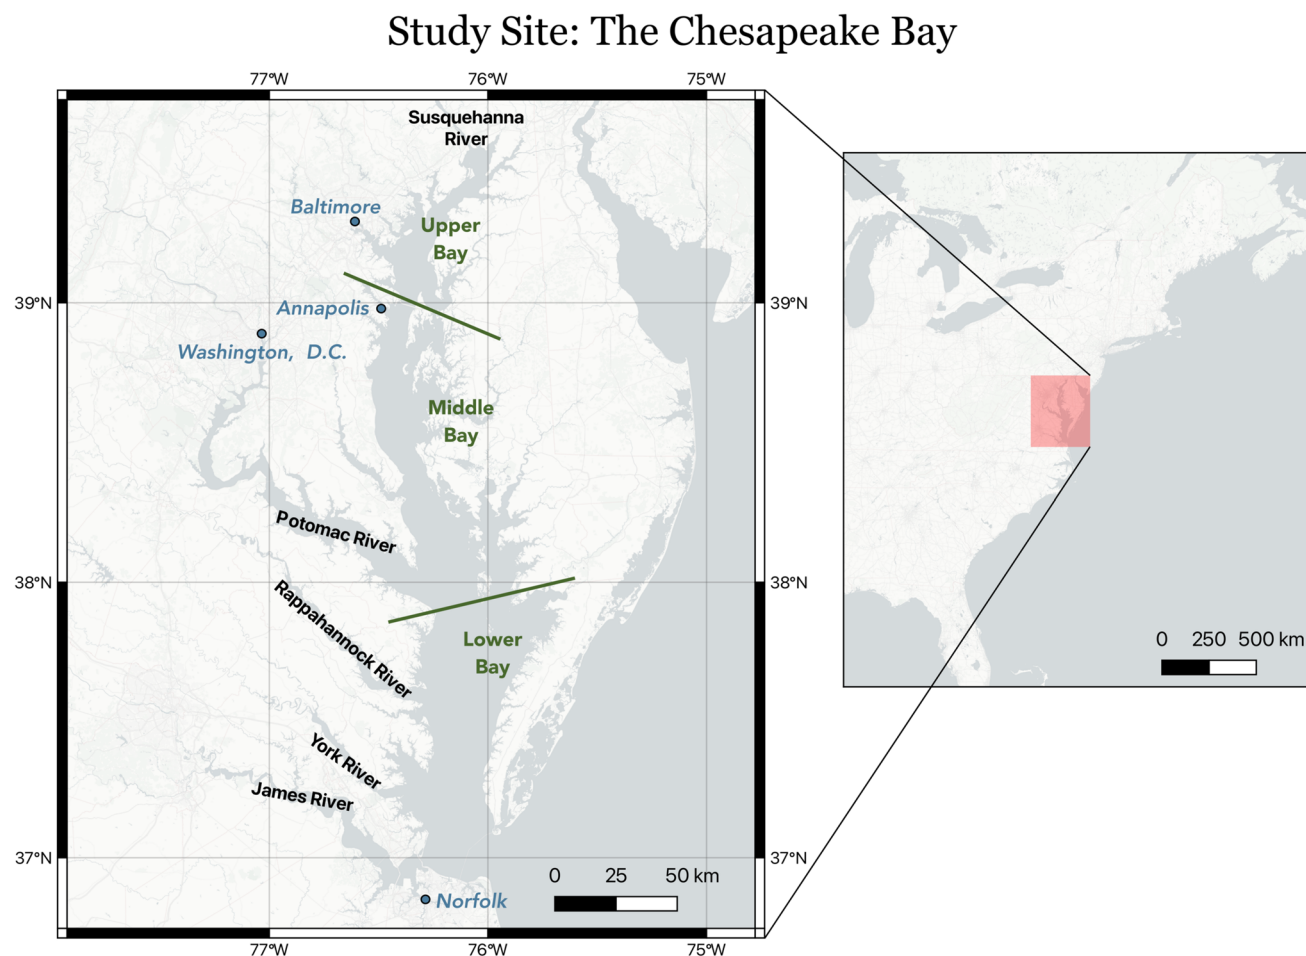 Study Site: The Chesapeake Bay
77°W 76°W 75°W
Susquehanna
River
Baltimore
Upper
Bay
39°N 39°N
Annapolis
Washington, D.C.
Middle
Bay
Potomac River
38°N 38°N
Rappahannock River
Lower
Bay
0 250 500 km
York River
James River
37°N 37°N
0 25 50 km
Norfolk
77°W 76°W 75°W